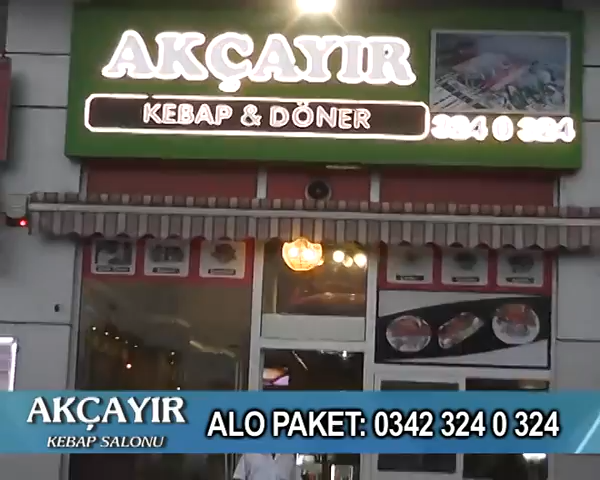 AKÇAYIR
KEBAP & DÖNER
324 0 324
AKÇAYIR
KEBAP SALONU
ALO PAKET: 0342 324 0 324